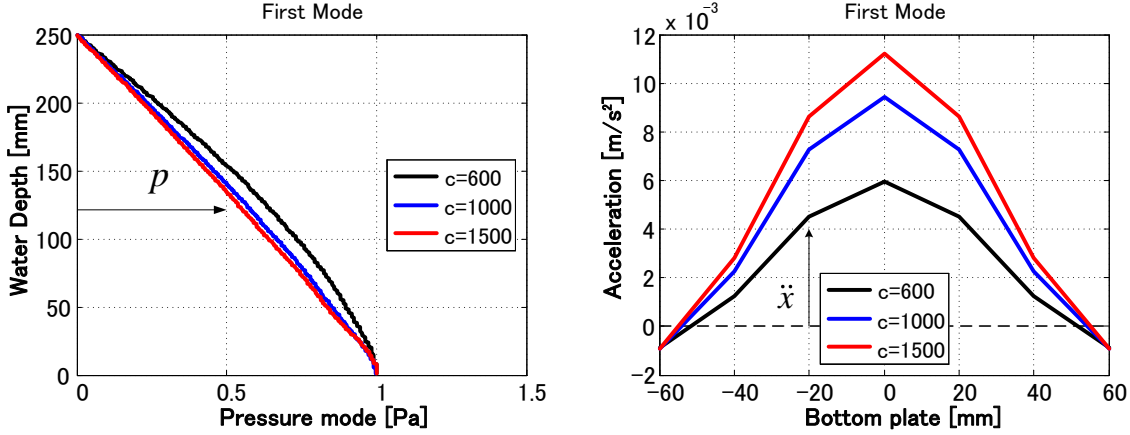 First Mode
250
200
150
100
50
0
Water Depth [mm]
p
c=600
c=1000
c=1500
0
0.5
1
1.5
Pressure mode [Pa]
First Mode
x 10⁻³
12
10
8
6
4
2
0
−2
Acceleration [m/s²]
ẍ
c=600
c=1000
c=1500
−60
−40
−20
0
20
40
60
Bottom plate [mm]